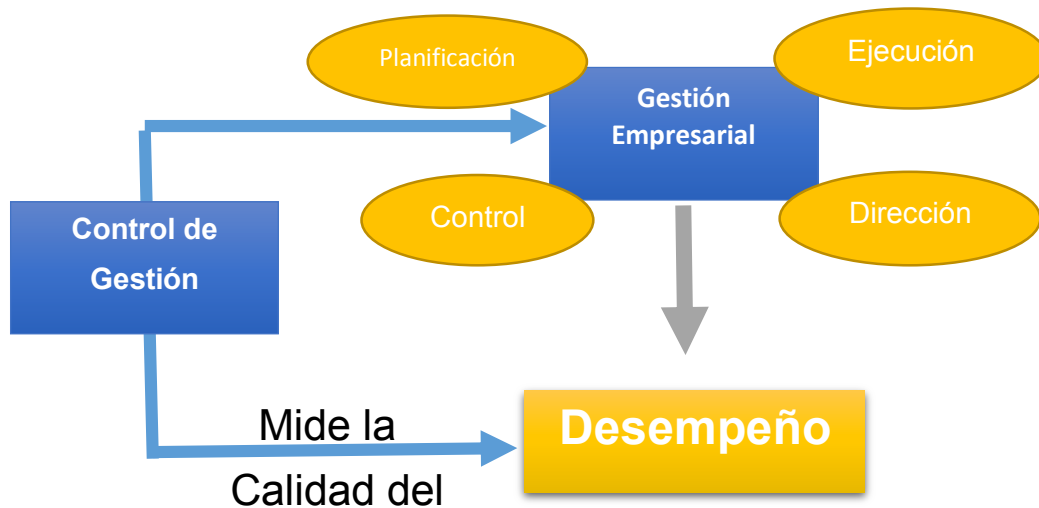 Planificación
Ejecución
Gestión
Empresarial
Control
Dirección
Control de
Gestión
Desempeño
Mide la
Calidad del